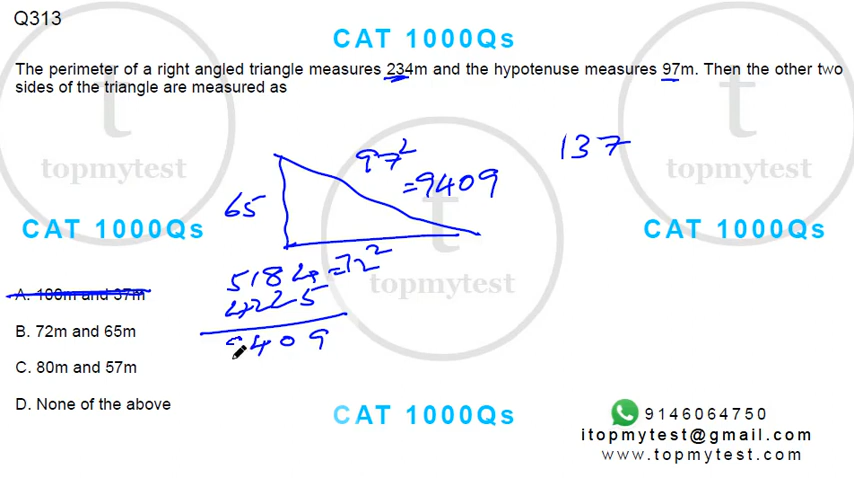 Q313
CAT 1000Qs
The perimeter of a right angled triangle measures 234m and the hypotenuse measures 97m. Then the other two
sides of the triangle are measured as
t
t
137
97²
topmytest
topmytest
=9409
65
t
CAT 1000Qs
CAT 1000Qs
5184=72²
topmytest
A. 100m and 37m
4225
B. 72m and 65m
9409
C. 80m and 57m
D. None of the above
CAT 1000Qs
9146064750
itopmytest@gmail.com
www.topmytest.com